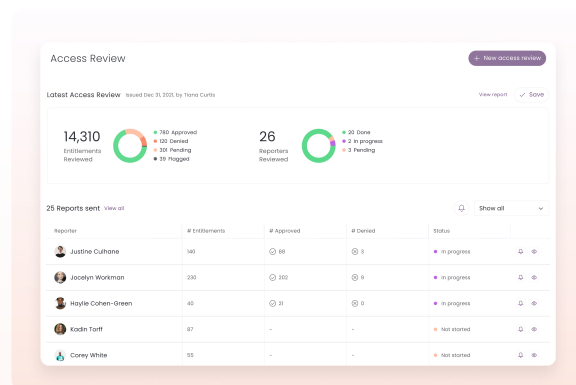 Access Review
+ New access review
Latest Access Review Issued Dec 31, 2021, by Tiana Curtis
View report
Save
14,310
Entitlements
Reviewed
780 Approved
120 Denied
301 Pending
39 Flagged
26
Reporters
Reviewed
20 Done
2 In progress
3 Pending
25 Reports sent View all
Show all
Reporter # Entitlements # Approved # Denied Status
Justine Culhane 140 88 3 In progress
Jocelyn Workman 230 202 9 In progress
Haylie Cohen-Green 40 21 0 In progress
Kadin Torff 87 - - Not started
Corey White 55 - - Not started